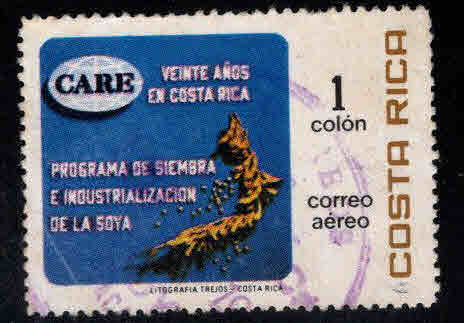 CARE
VEINTE AÑOS
EN COSTA RICA
PROGRAMA DE SIEMBRA
E INDUSTRIALIZACION
DE LA SOYA
1
colón
correo
aéreo
COSTA RICA
LITOGRAFIA TREJOS - COSTA RICA